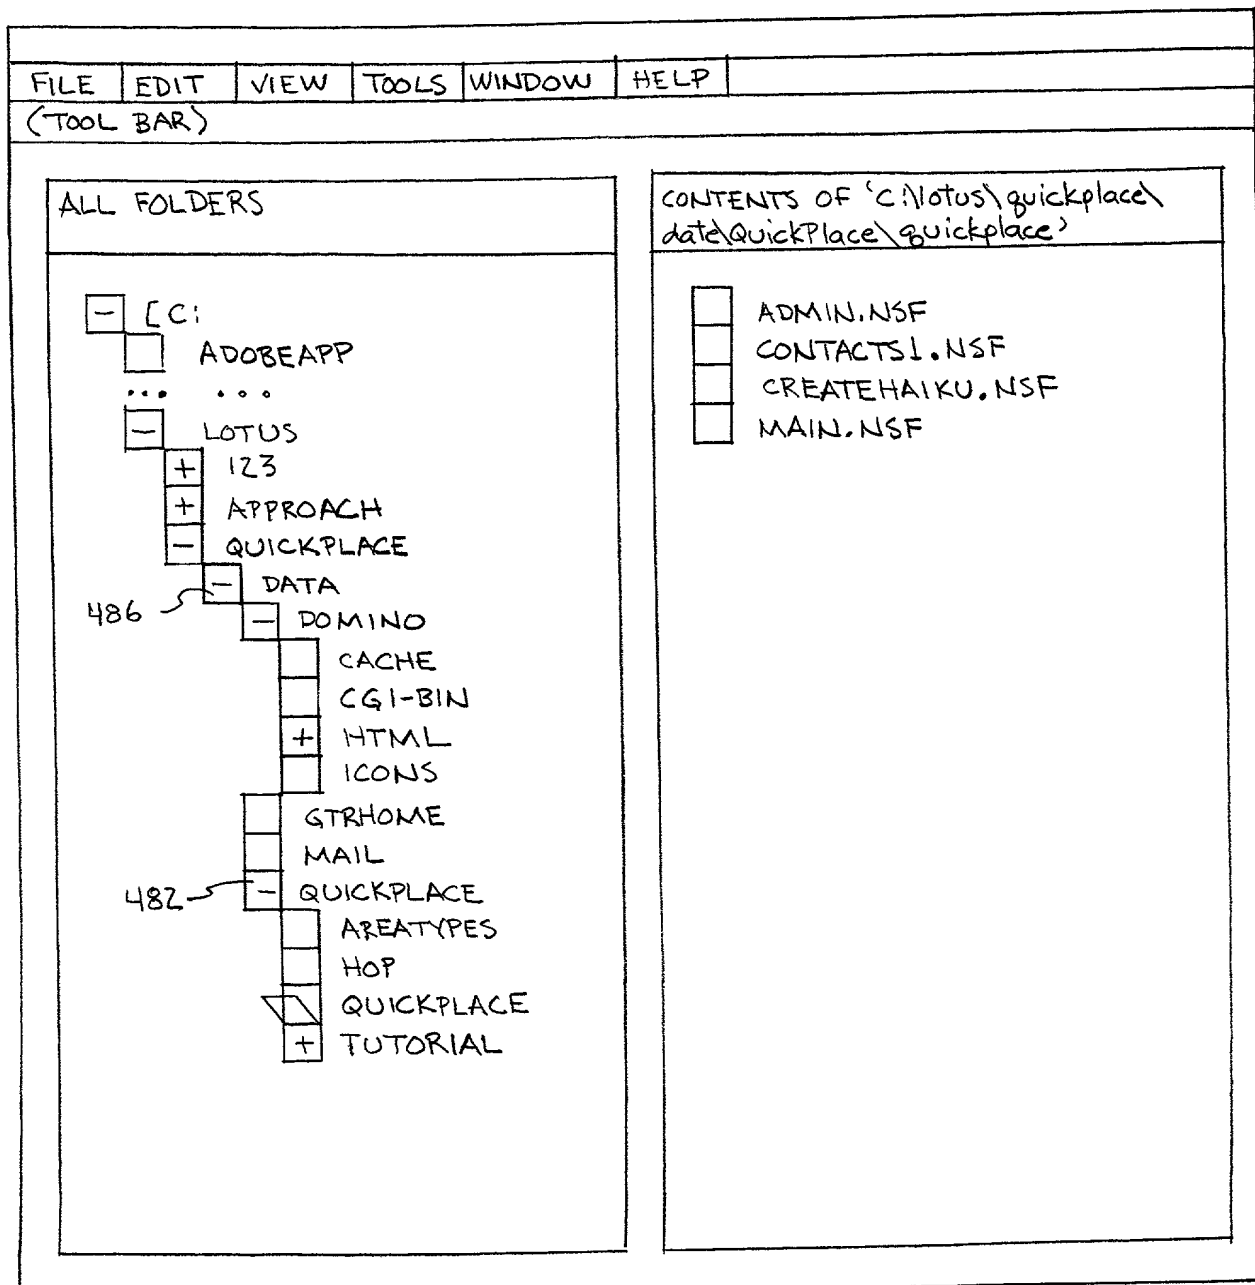 FILE EDIT VIEW TOOLS WINDOW HELP
(TOOL BAR)
ALL FOLDERS
[C:
ADOBEAPP
... ...
LOTUS
+ 123
+ APPROACH
- QUICKPLACE
486 - DATA
- DOMINO
CACHE
CGI-BIN
+ HTML
ICONS
GTRHOME
MAIL
482 - QUICKPLACE
AREATYPES
HOP
QUICKPLACE
+ TUTORIAL
CONTENTS OF 'C:\lotus\quickplace\
date\QuickPlace\quickplace'
ADMIN.NSF
CONTACTS1.NSF
CREATEHAIKU.NSF
MAIN.NSF